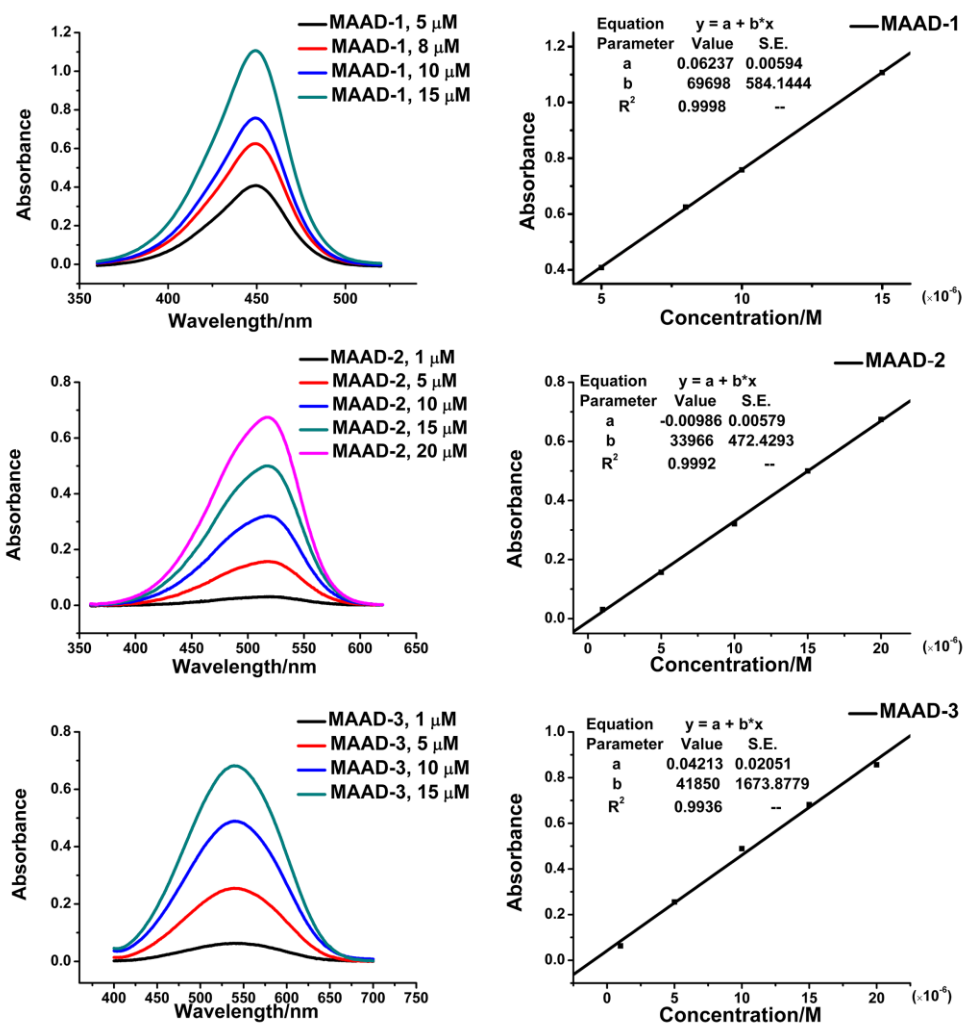 MAAD-1, 5 μM
MAAD-1, 8 μM
MAAD-1, 10 μM
MAAD-1, 15 μM
Absorbance
1.2
1.0
0.8
0.6
0.4
0.2
0.0
350 400 450 500
Wavelength/nm
MAAD-1
Equation y = a + b*x
Parameter Value S.E.
a 0.06237 0.00594
b 69698 584.1444
R² 0.9998 --
Absorbance
1.2
1.0
0.8
0.6
0.4
5 10 15 (×10⁻⁶)
Concentration/M
MAAD-2, 1 μM
MAAD-2, 5 μM
MAAD-2, 10 μM
MAAD-2, 15 μM
MAAD-2, 20 μM
Absorbance
0.8
0.6
0.4
0.2
0.0
350 400 450 500 550 600 650
Wavelength/nm
MAAD-2
Equation y = a + b*x
Parameter Value S.E.
a -0.00986 0.00579
b 33966 472.4293
R² 0.9992 --
Absorbance
0.8
0.6
0.4
0.2
0.0
0 5 10 15 20 (×10⁻⁶)
Concentration/M
MAAD-3, 1 μM
MAAD-3, 5 μM
MAAD-3, 10 μM
MAAD-3, 15 μM
Absorbance
0.8
0.6
0.4
0.2
0.0
400 450 500 550 600 650 700 750
Wavelength/nm
MAAD-3
Equation y = a + b*x
Parameter Value S.E.
a 0.04213 0.02051
b 41850 1673.8779
R² 0.9936 --
Absorbance
1.0
0.8
0.6
0.4
0.2
0.0
0 5 10 15 20 (×10⁻⁶)
Concentration/M